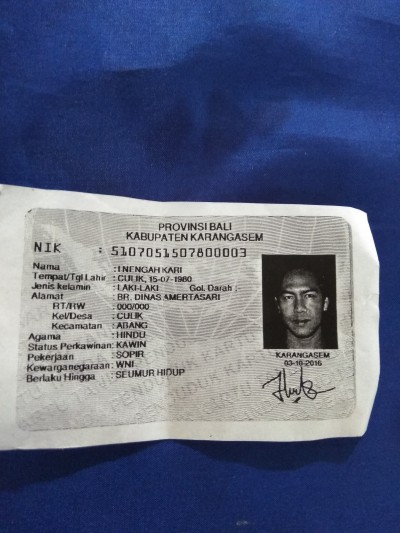 PROVINSI BALI
KABUPATEN KARANGASEM
NIK : 5107051507800003
Nama : I NENGAH KARI
Tempat/Tgl Lahir : CULIK, 15-07-1980
Jenis kelamin : LAKI-LAKI Gol. Darah :-
Alamat : BR. DINAS AMERTASARI
RT/RW : 000/000
Kel/Desa : CULIK
Kecamatan : ABANG
Agama : HINDU
Status Perkawinan: KAWIN
Pekerjaan : SOPIR
Kewarganegaraan: WNI
Berlaku Hingga : SEUMUR HIDUP
KARANGASEM
03-10-2016